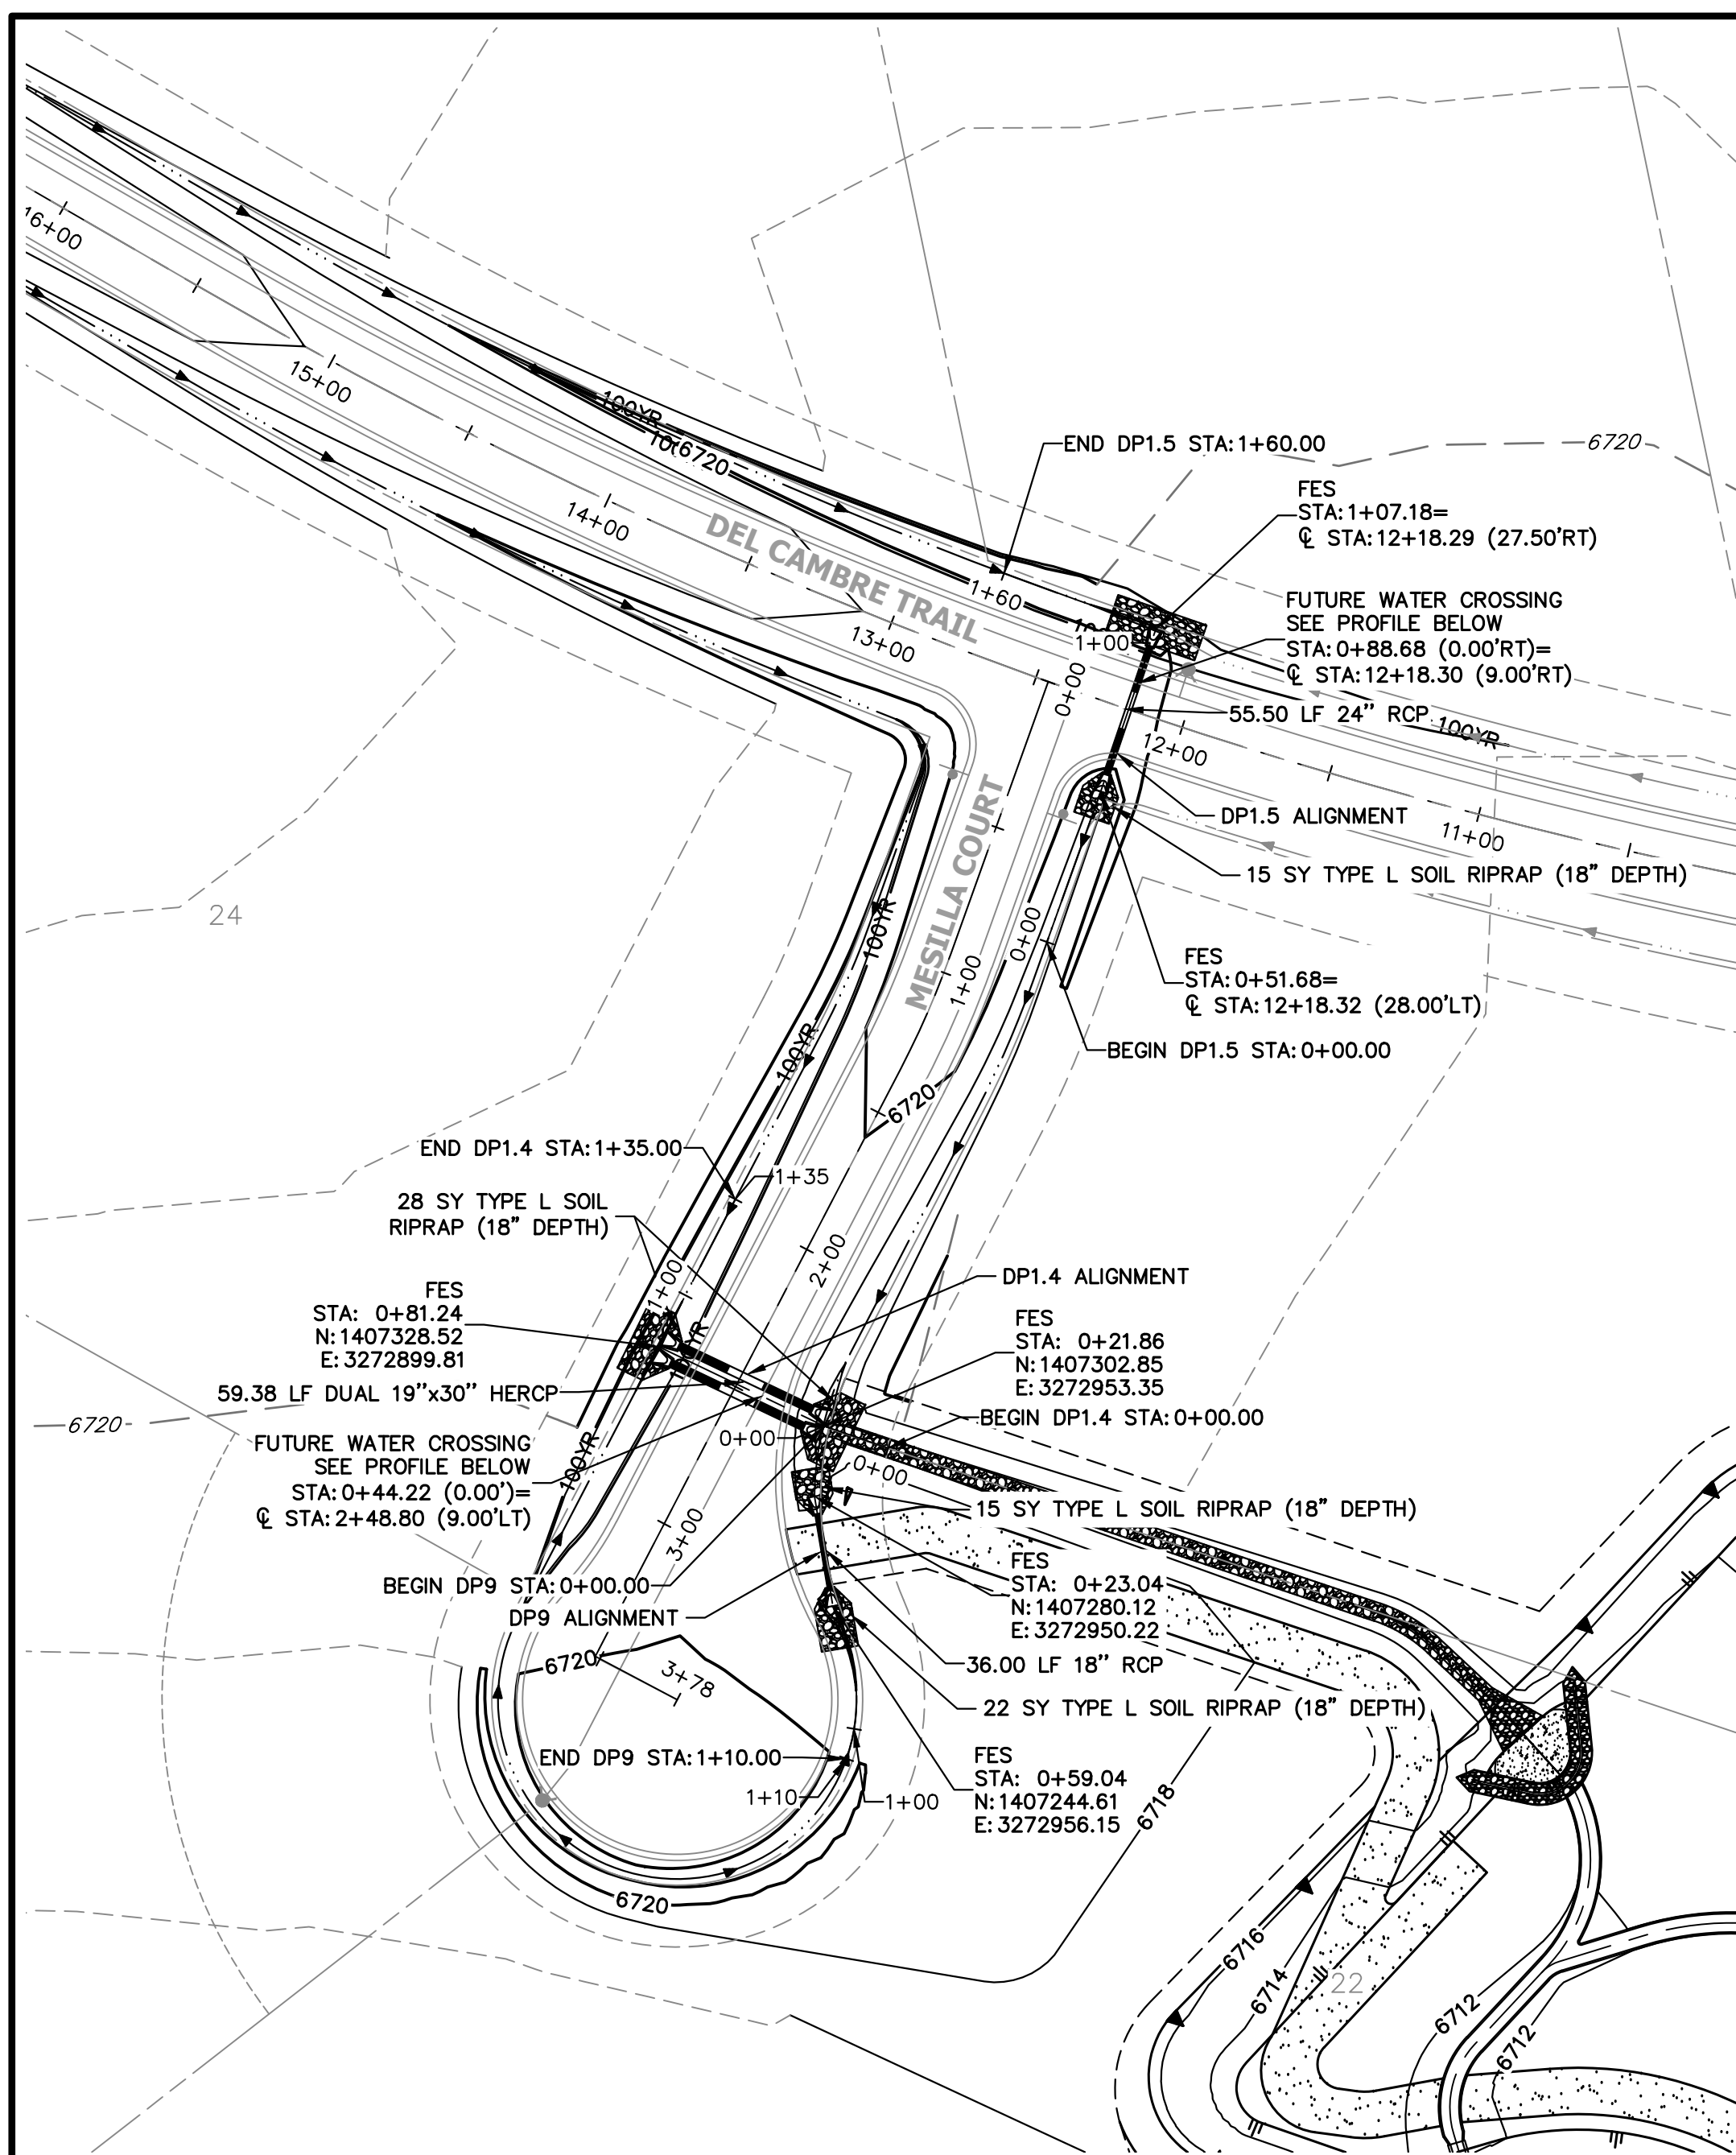 16+00
15+00
100YR
6720
14+00
DEL CAMBRE TRAIL
13+00
END DP1.5 STA:1+60.00
6720
FES
STA:1+07.18=
℄ STA:12+18.29 (27.50'RT)
1+60
1+00
0+00
FUTURE WATER CROSSING
SEE PROFILE BELOW
STA:0+88.68 (0.00'RT)=
℄ STA:12+18.30 (9.00'RT)
55.50 LF 24" RCP
100YR
12+00
DP1.5 ALIGNMENT
11+00
15 SY TYPE L SOIL RIPRAP (18" DEPTH)
MESILLA COURT
24
100YR
0+00
1+00
FES
STA:0+51.68=
℄ STA:12+18.32 (28.00'LT)
BEGIN DP1.5 STA:0+00.00
100YR
6720
END DP1.4 STA:1+35.00
1+35
28 SY TYPE L SOIL
RIPRAP (18" DEPTH)
2+00
1+00
DP1.4 ALIGNMENT
FES
STA: 0+81.24
N:1407328.52
E:3272899.81
FES
STA: 0+21.86
N:1407302.85
E:3272953.35
59.38 LF DUAL 19"x30" HERCP
6720
BEGIN DP1.4 STA:0+00.00
0+00
0+00
FUTURE WATER CROSSING
SEE PROFILE BELOW
STA:0+44.22 (0.00')=
℄ STA:2+48.80 (9.00'LT)
100YR
3+00
15 SY TYPE L SOIL RIPRAP (18" DEPTH)
BEGIN DP9 STA:0+00.00
DP9 ALIGNMENT
FES
STA: 0+23.04
N:1407280.12
E:3272950.22
36.00 LF 18" RCP
6720
3+78
22 SY TYPE L SOIL RIPRAP (18" DEPTH)
END DP9 STA:1+10.00
1+10
1+00
FES
STA: 0+59.04
N:1407244.61
E:3272956.15
6718
6720
6716
6714
22
6712
6712